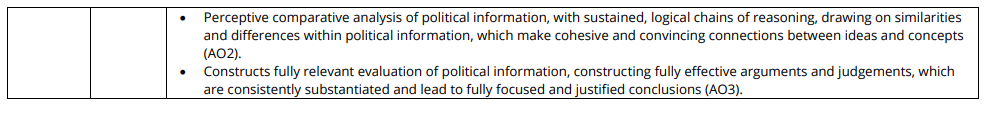 • Perceptive comparative analysis of political information, with sustained, logical chains of reasoning, drawing on similarities
and differences within political information, which make cohesive and convincing connections between ideas and concepts
(AO2).
• Constructs fully relevant evaluation of political information, constructing fully effective arguments and judgements, which
are consistently substantiated and lead to fully focused and justified conclusions (AO3).